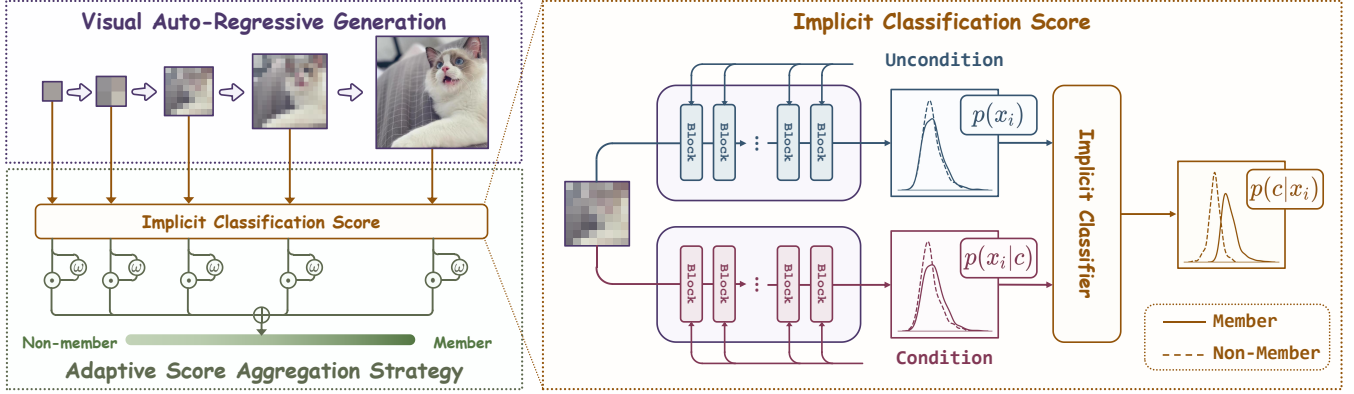 Visual Auto-Regressive Generation
Implicit Classification Score
ω
ω
ω
ω
ω
Non-member
Member
Adaptive Score Aggregation Strategy
Implicit Classification Score
Uncondition
Block
Block
Block
Block
p(x_i)
Block
Block
Block
Block
p(x_i|c)
Condition
Implicit Classifier
p(c|x_i)
Member
Non-Member